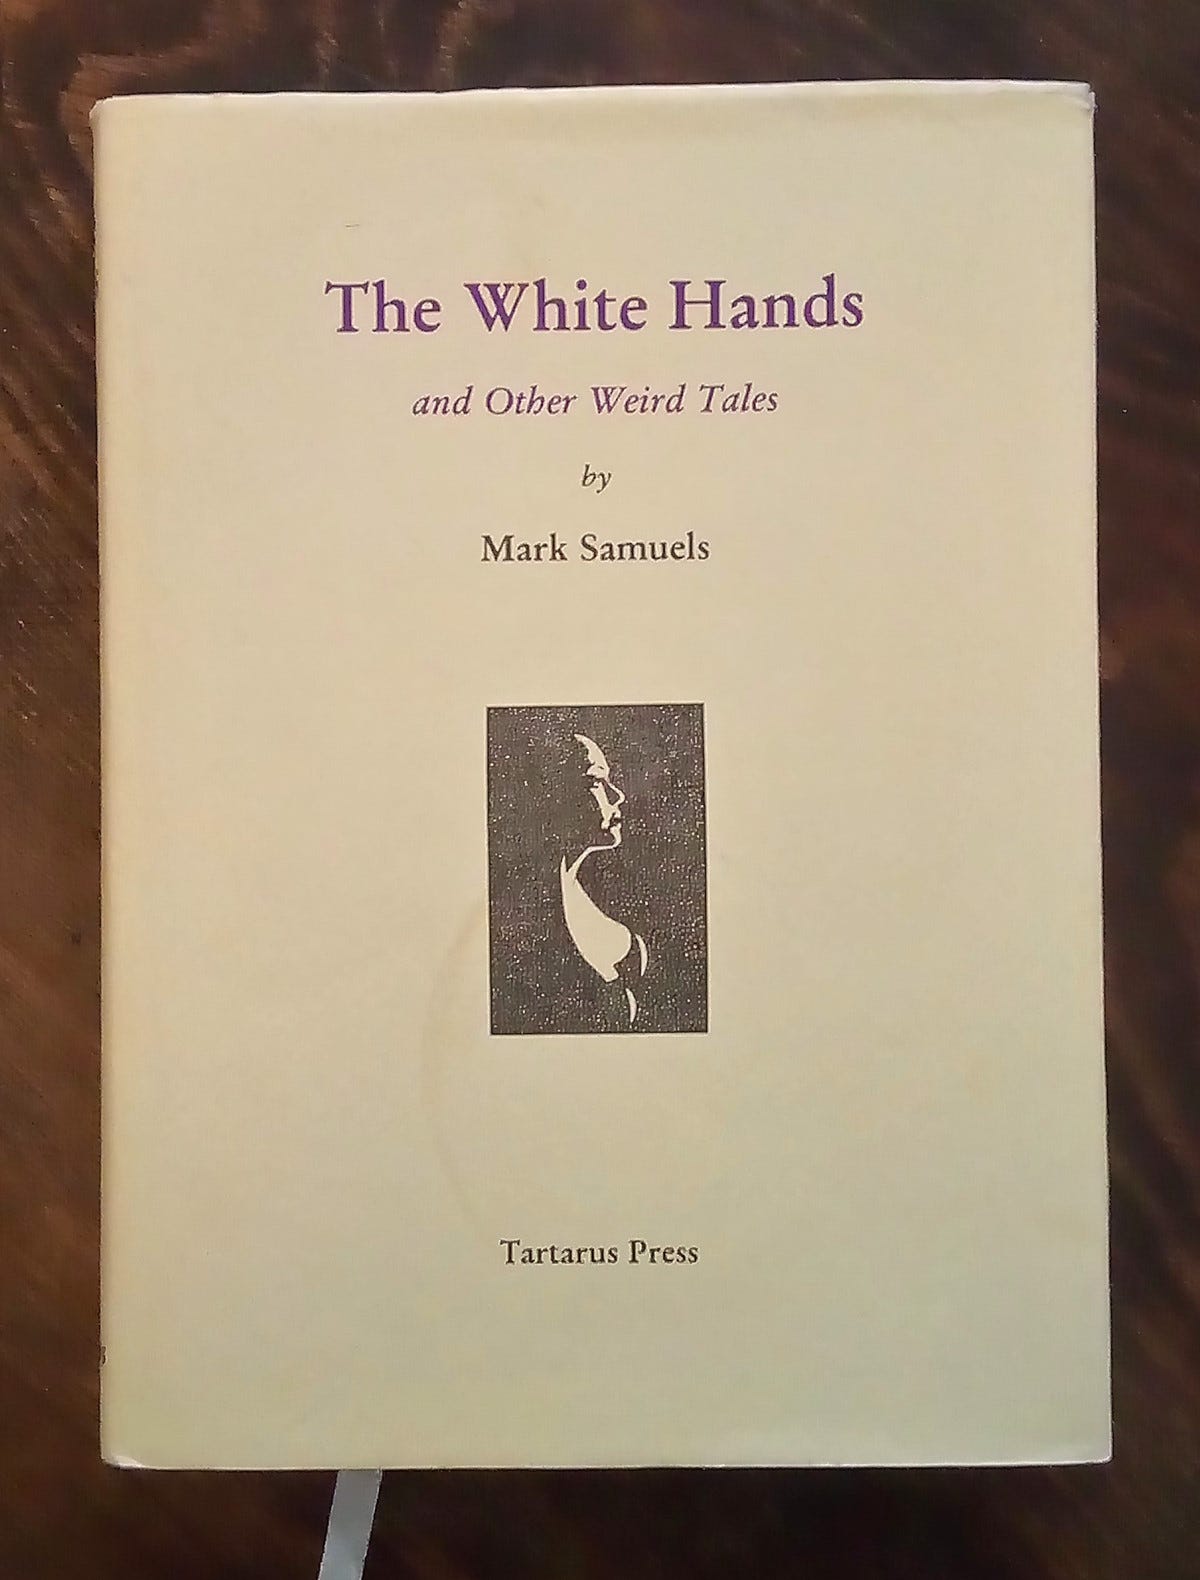 The White Hands
and Other Weird Tales
by
Mark Samuels
Tartarus Press